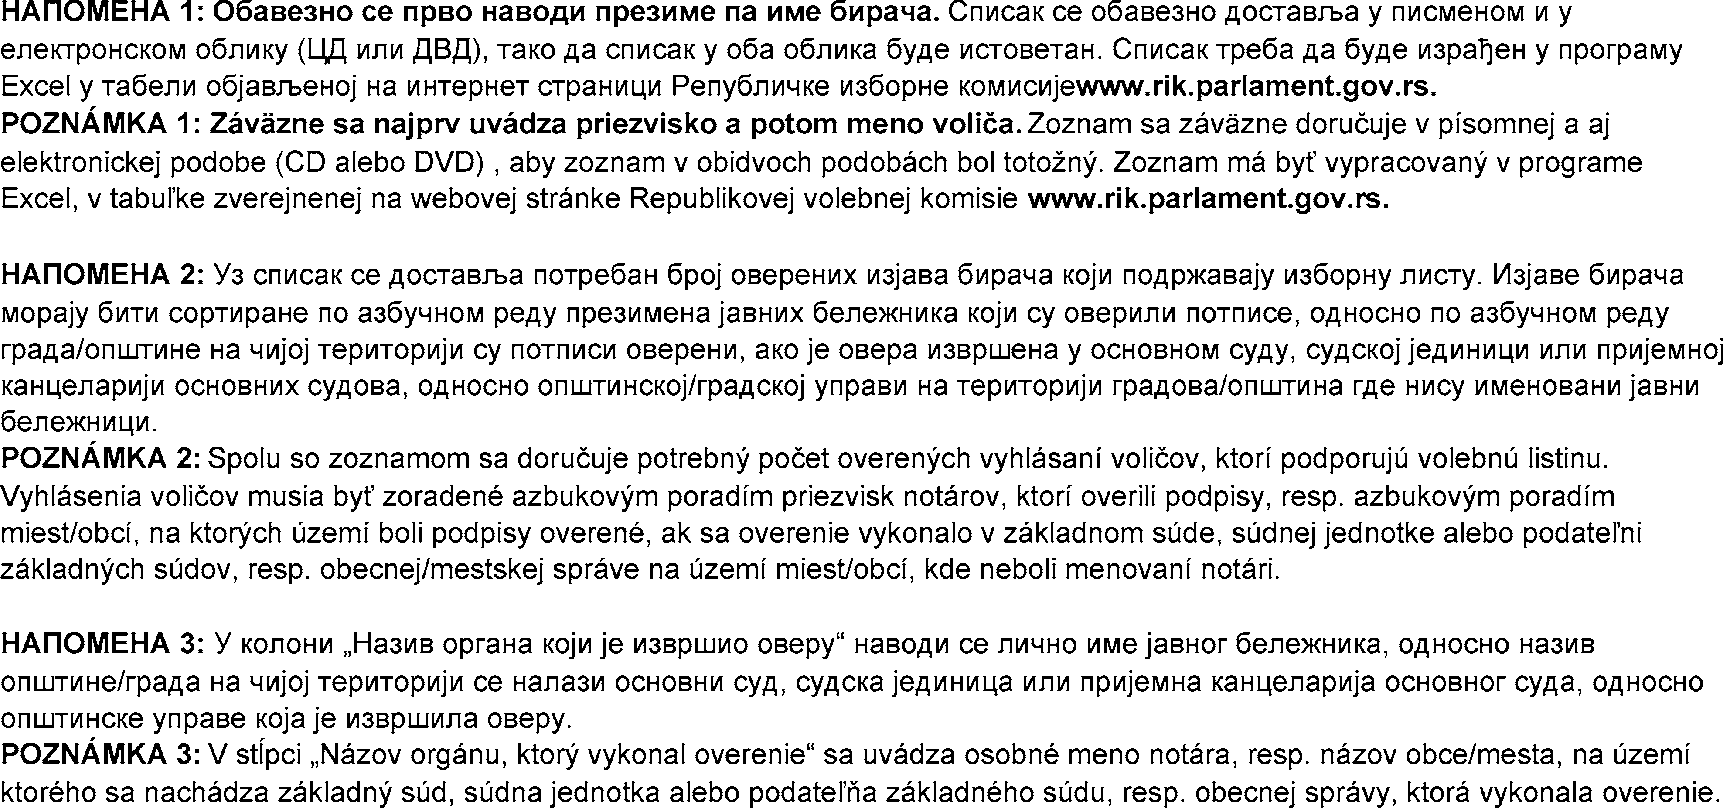 НАПОМЕНА 1: Обавезно се прво наводи презиме па име бирача. Списак се обавезно доставља у писменом и у
електронском облику (ЦД или ДВД), тако да списак у оба облика буде истоветан. Списак треба да буде израђен у програму
Excel у табели објављеној на интернет страници Републичке изборне комисијеwww.rik.parlament.gov.rs.
POZNÁMKA 1: Záväzne sa najprv uvádza priezvisko a potom meno voliča. Zoznam sa záväzne doručuje v písomnej a aj
elektronickej podobe (CD alebo DVD) , aby zoznam v obidvoch podobách bol totožný. Zoznam má byť vypracovaný v programe
Excel, v tabuľke zverejnenej na webovej stránke Republikovej volebnej komisie www.rik.parlament.gov.rs.
НАПОМЕНА 2: Уз списак се доставља потребан број оверених изјава бирача који подржавају изборну листу. Изјаве бирача
морају бити сортиране по азбучном реду презимена јавних бележника који су оверили потписе, односно по азбучном реду
града/општине на чијој територији су потписи оверени, ако је овера извршена у основном суду, судској јединици или пријемној
канцеларији основних судова, односно општинској/градској управи на територији градова/општина где нису именовани јавни
бележници.
POZNÁMKA 2: Spolu so zoznamom sa doručuje potrebný počet overených vyhlásaní voličov, ktorí podporujú volebnú listinu.
Vyhlásenia voličov musia byť zoradené azbukovým poradím priezvisk notárov, ktorí overili podpisy, resp. azbukovým poradím
miest/obcí, na ktorých území boli podpisy overené, ak sa overenie vykonalo v základnom súde, súdnej jednotke alebo podateľni
základných súdov, resp. obecnej/mestskej správe na území miest/obcí, kde neboli menovaní notári.
НАПОМЕНА 3: У колони „Назив органа који је извршио оверу“ наводи се лично име јавног бележника, односно назив
општине/града на чијој територији се налази основни суд, судска јединица или пријемна канцеларија основног суда, односно
општинске управе која је извршила оверу.
POZNÁMKA 3: V stĺpci „Názov orgánu, ktorý vykonal overenie“ sa uvádza osobné meno notára, resp. názov obce/mesta, na území
ktorého sa nachádza základný súd, súdna jednotka alebo podateľňa základného súdu, resp. obecnej správy, ktorá vykonala overenie.